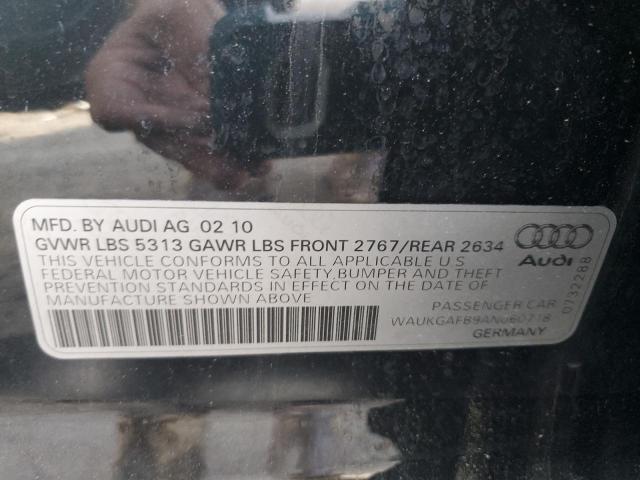 MFD. BY AUDI AG 02 10
GVWR LBS 5313 GAWR LBS FRONT 2767/REAR 2634
THIS VEHICLE CONFORMS TO ALL APPLICABLE U S
FEDERAL MOTOR VEHICLE SAFETY,BUMPER AND THEFT
PREVENTION STANDARDS IN EFFECT ON THE DATE OF
MANUFACTURE SHOWN ABOVE
PASSENGER CAR
WAUKGAFB9AN060718
GERMANY
Audi
0732288